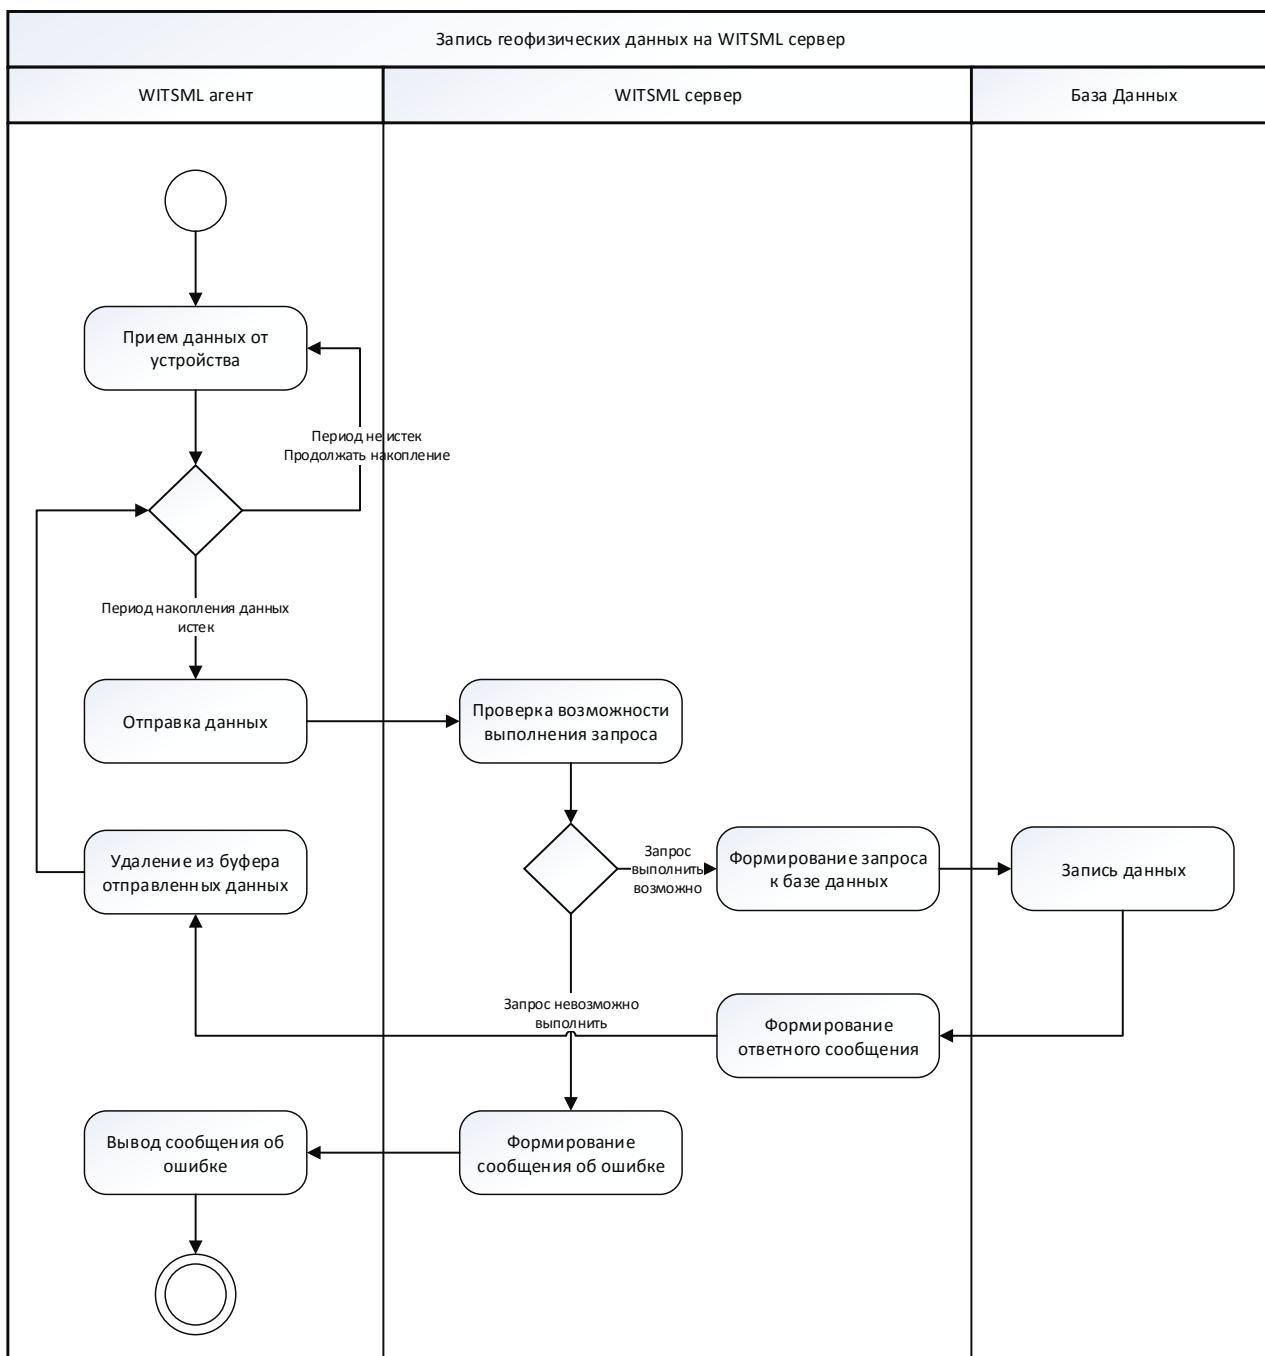 Запись геофизических данных на WITSML сервер
WITSML агент
WITSML сервер
База Данных
Прием данных от
устройства
Период не истек
Продолжать накопление
Период накопления данных
истек
Отправка данных
Проверка возможности
выполнения запроса
Удаление из буфера
отправленных данных
Запрос
выполнить
возможно
Формирование запроса
к базе данных
Запись данных
Запрос невозможно
выполнить
Формирование
ответного сообщения
Вывод сообщения об
ошибке
Формирование
сообщения об ошибке